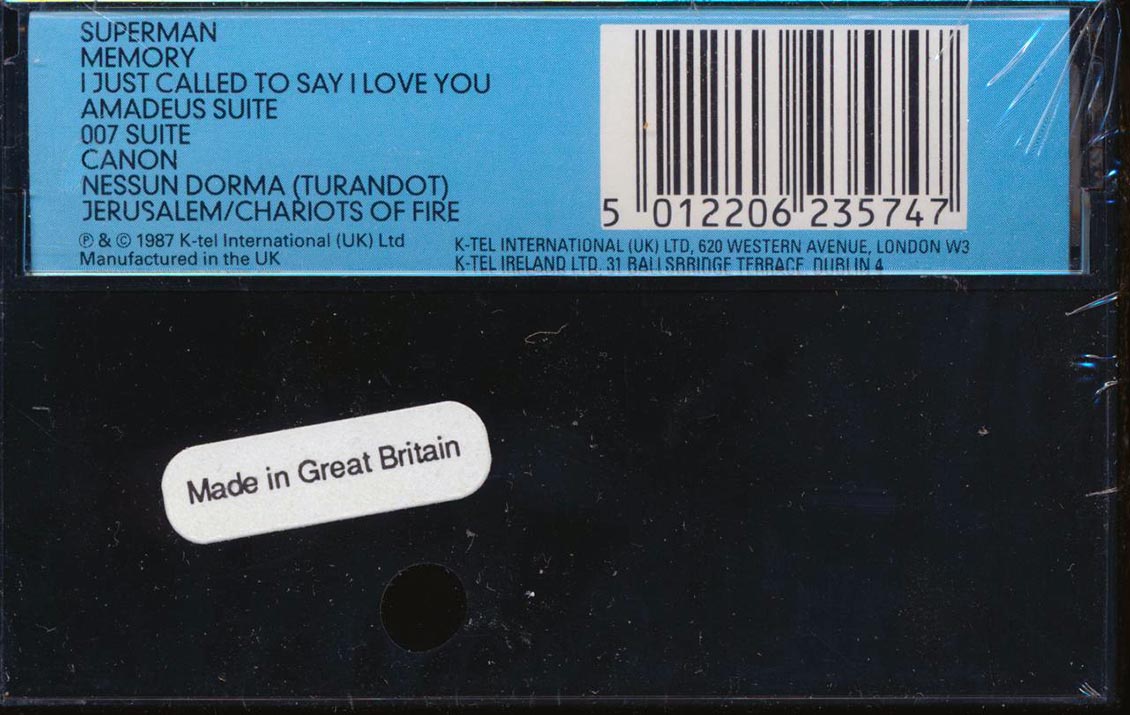 SUPERMAN
MEMORY
I JUST CALLED TO SAY I LOVE YOU
AMADEUS SUITE
007 SUITE
CANON
NESSUN DORMA (TURANDOT)
JERUSALEM/CHARIOTS OF FIRE
℗ & © 1987 K-tel International (UK) Ltd
Manufactured in the UK
5 012206 235747
K-TEL INTERNATIONAL (UK) LTD, 620 WESTERN AVENUE, LONDON W3
K-TEL IRELAND LTD, 31 BALLSBRIDGE TERRACE, DUBLIN 4
Made in Great Britain